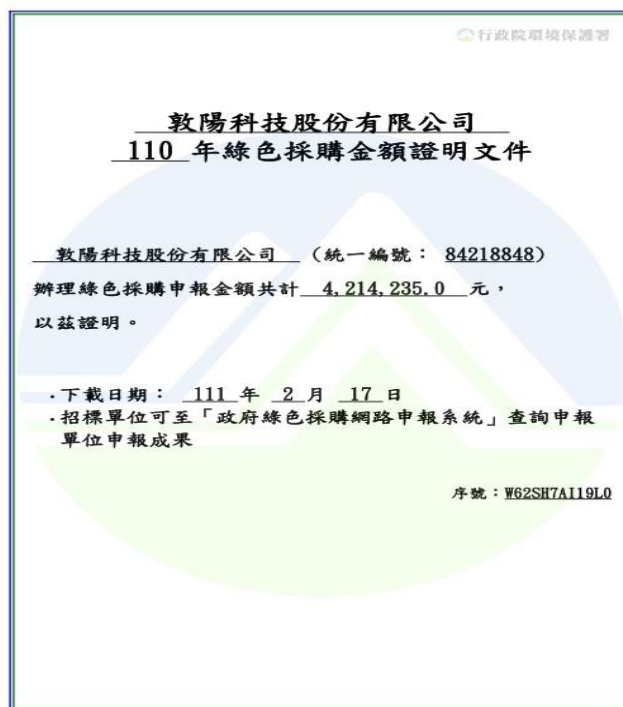 行政院環境保護署
敦陽科技股份有限公司
110 年綠色採購金額證明文件
敦陽科技股份有限公司 (統一編號： 84218848)
辦理綠色採購申報金額共計 4,214,235.0 元，
以茲證明。
．下載日期： 111 年 2 月 17 日
．招標單位可至「政府綠色採購網路申報系統」查詢申報
單位申報成果
序號：W62SH7AI19L0